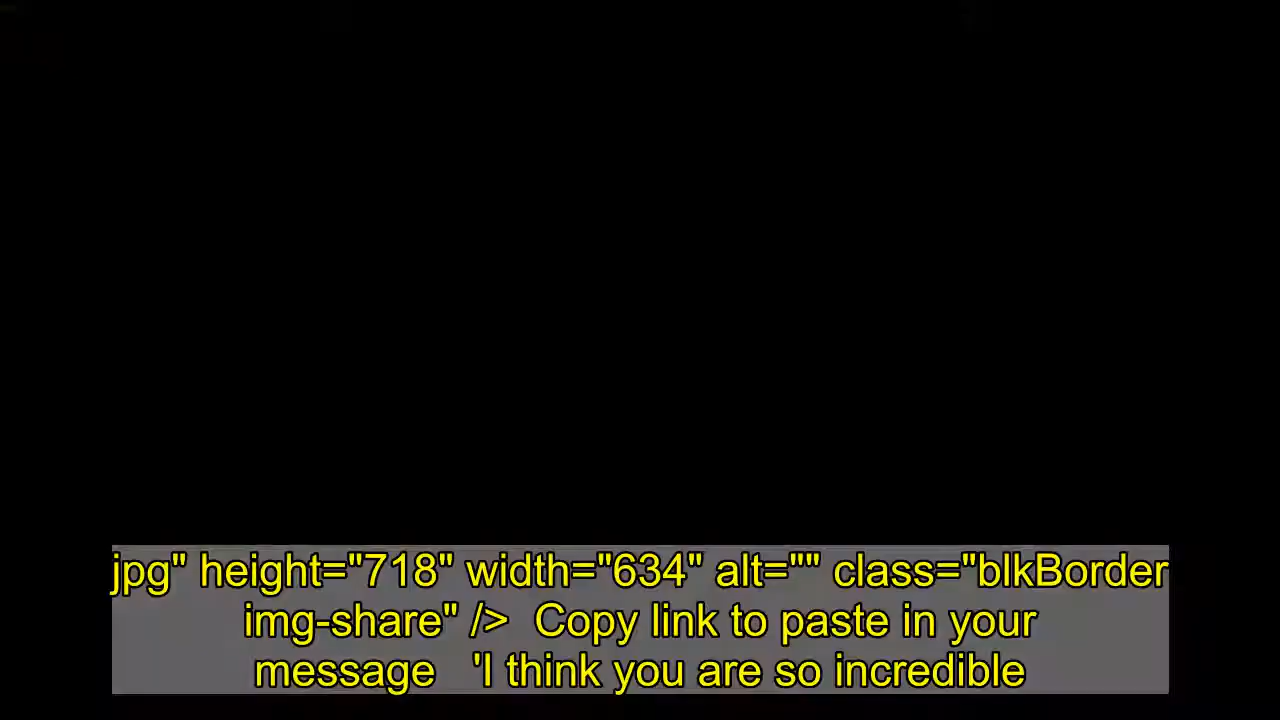 jpg" height="718" width="634" alt="" class="blkBorder
img-share" />  Copy link to paste in your
message   'I think you are so incredible